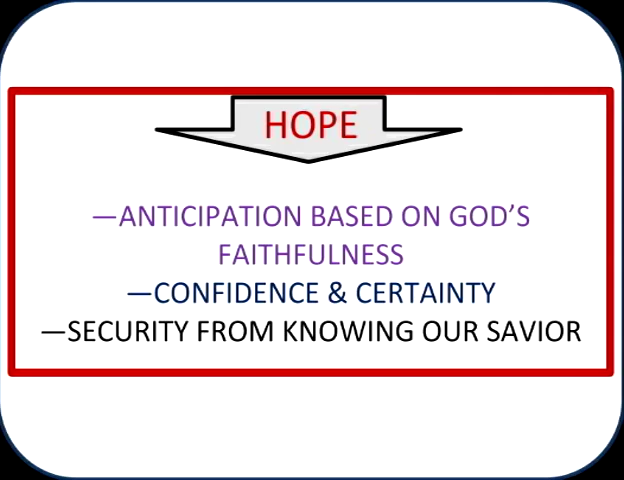 HOPE
—ANTICIPATION BASED ON GOD’S
FAITHFULNESS
—CONFIDENCE & CERTAINTY
—SECURITY FROM KNOWING OUR SAVIOR